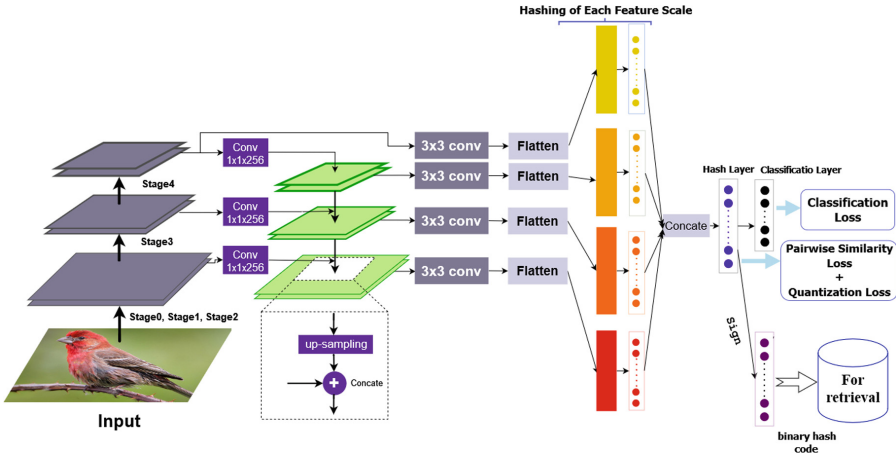 Hashing of Each Feature Scale
Conv
1x1x256
3x3 conv
Flatten
3x3 conv
Flatten
Stage4
Conv
1x1x256
3x3 conv
Flatten
Stage3
Conv
1x1x256
3x3 conv
Flatten
Stage0, Stage1, Stage2
Input
up-sampling
+
Concate
Concate
Hash Layer
Classificatio Layer
Classification
Loss
Pairwise Similarity
Loss
+
Quantization Loss
Sign
binary hash
code
For
retrieval